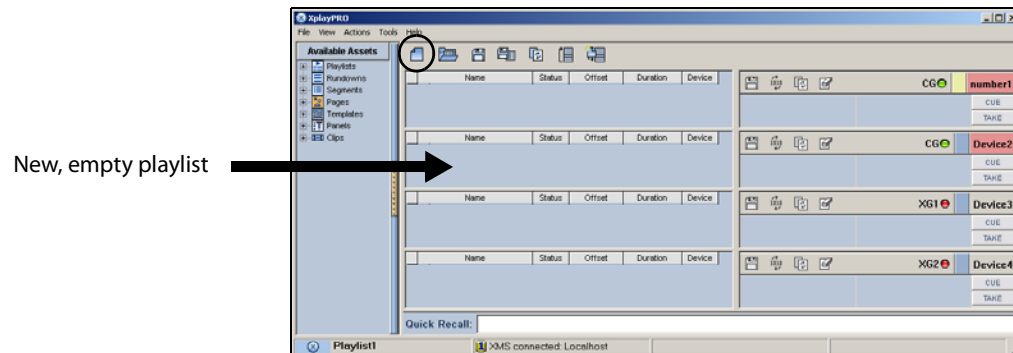 XplayPRO
File View Actions Tools Help
Available Assets
Playlists
Rundowns
Segments
Pages
Templates
Panels
Clips
Name Status Offset Duration Device
CG number1
CUE
TAKE
New, empty playlist
Name Status Offset Duration Device
CG Device2
CUE
TAKE
Name Status Offset Duration Device
XG1 Device3
CUE
TAKE
Name Status Offset Duration Device
XG2 Device4
CUE
TAKE
Quick Recall:
Playlist1 XMS connected: Localhost